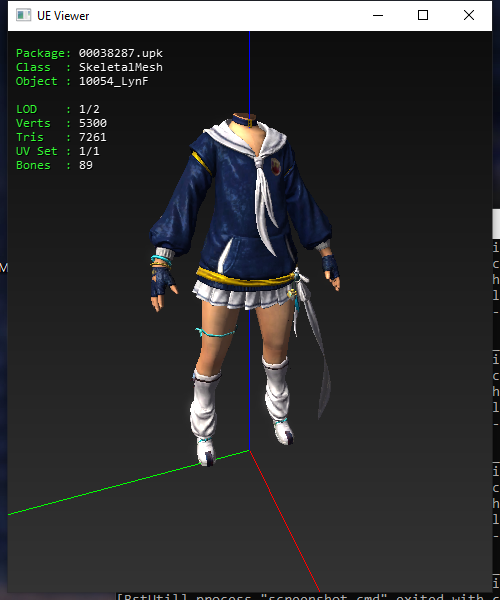 UE Viewer
Package: 00038287.upk
Class : SkeletalMesh
Object : 10054_LynF
LOD : 1/2
Verts : 5300
Tris : 7261
UV Set : 1/1
Bones : 89
M
i
c
h
l
-
i
c
h
l
-
i
c
h
l
-
i
[BstUtil] process "screenshot.cmd" exited with c